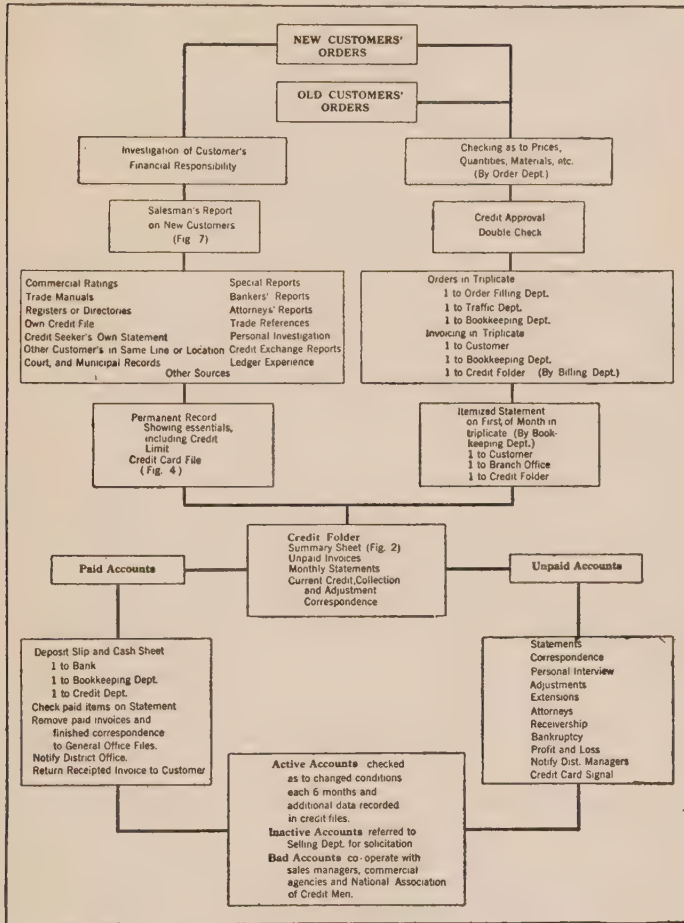 NEW CUSTOMERS'
ORDERS
OLD CUSTOMERS'
ORDERS
Investigation of Customer's
Financial Responsibility
Checking as to Prices,
Quantities, Materials, etc.
(By Order Dept.)
Salesman's Report
on New Customers
(Fig 7)
Credit Approval
Double Check
Commercial Ratings
Trade Manuals
Registers or Directories
Own Credit File
Credit Seeker's Own Statement
Other Customer's in Same Line or Location
Court, and Municipal Records
Special Reports
Bankers' Reports
Attorneys' Reports
Trade References
Personal Investigation
Credit Exchange Reports
Ledger Experience
Other Sources
Orders in Triplicate
1 to Order Filling Dept.
1 to Traffic Dept.
1 to Bookkeeping Dept.
Invoicing in Triplicate
1 to Customer
1 to Bookkeeping Dept.
1 to Credit Folder (By Billing Dept.)
Permanent Record
Showing essentials,
including Credit
Limit
Credit Card File
(Fig. 4)
Itemized Statement
on First of Month in
triplicate (By Book-
keeping Dept.)
1 to Customer
1 to Branch Office
1 to Credit Folder
Credit Folder
Summary Sheet (Fig. 2)
Unpaid Invoices
Monthly Statements
Current Credit, Collection
and Adjustment
Correspondence
Paid Accounts
Unpaid Accounts
Deposit Slip and Cash Sheet
1 to Bank
1 to Bookkeeping Dept.
1 to Credit Dept.
Check paid items on Statement
Remove paid invoices and
finished correspondence
to General Office Files.
Notify District Office.
Return Receipted Invoice to Customer
Statements
Correspondence
Personal Interview
Adjustments
Extensions
Attorneys
Receivership
Bankruptcy
Profit and Loss
Notify Dist. Managers
Credit Card Signal
Active Accounts checked
as to changed conditions
each 6 months and
additional data recorded
in credit files.
Inactive Accounts referred to
Selling Dept. for solicitation
Bad Accounts co-operate with
sales managers, commercial
agencies and National Association
of Credit Men.